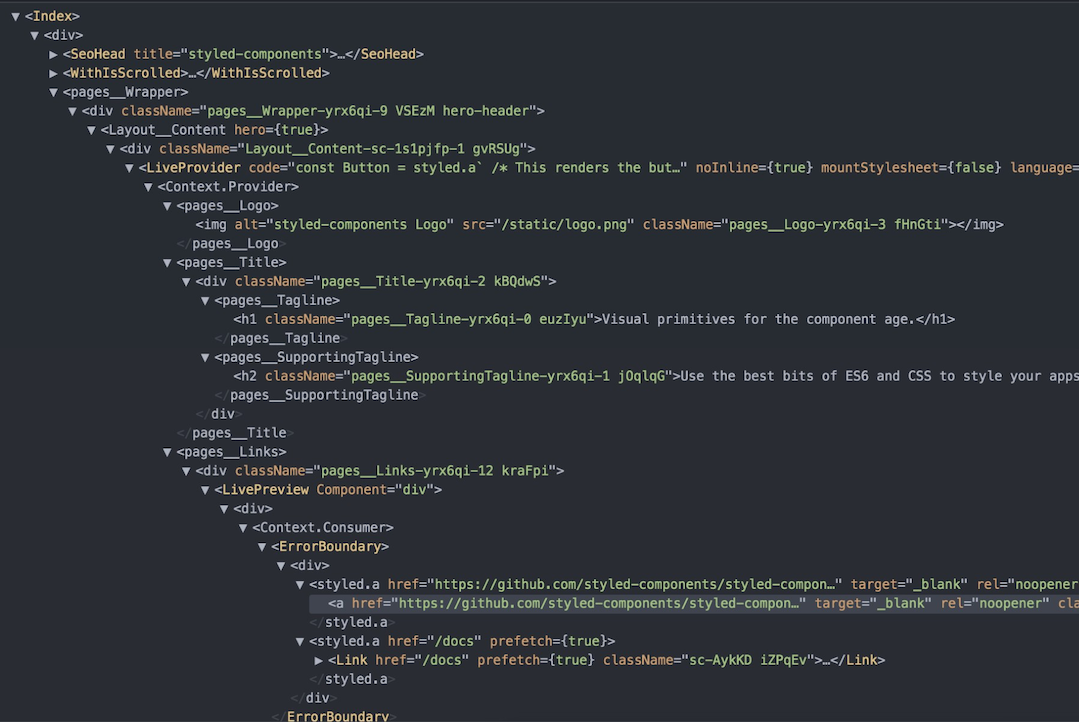 ▼ <Index>
▼ <div>
▶ <SeoHead title="styled-components">…</SeoHead>
▶ <WithIsScrolled>…</WithIsScrolled>
▼ <pages__Wrapper>
▼ <div className="pages__Wrapper-yrx6qi-9 VSEzM hero-header">
▼ <Layout__Content hero={true}>
▼ <div className="Layout__Content-sc-1s1pjfp-1 gvRSUg">
▼ <LiveProvider code="const Button = styled.a` /* This renders the but…" noInline={true} mountStylesheet={false} language=
▼ <Context.Provider>
▼ <pages__Logo>
<img alt="styled-components Logo" src="/static/logo.png" className="pages__Logo-yrx6qi-3 fHnGti"></img>
</pages__Logo>
▼ <pages__Title>
▼ <div className="pages__Title-yrx6qi-2 kBQdwS">
▼ <pages__Tagline>
<h1 className="pages__Tagline-yrx6qi-0 euzIyu">Visual primitives for the component age.</h1>
</pages__Tagline>
▼ <pages__SupportingTagline>
<h2 className="pages__SupportingTagline-yrx6qi-1 jOqlqG">Use the best bits of ES6 and CSS to style your apps
</pages__SupportingTagline>
</div>
</pages__Title>
▼ <pages__Links>
▼ <div className="pages__Links-yrx6qi-12 kraFpi">
▼ <LivePreview Component="div">
▼ <div>
▼ <Context.Consumer>
▼ <ErrorBoundary>
▼ <div>
▼ <styled.a href="https://github.com/styled-components/styled-compon…" target="_blank" rel="noopener
<a href="https://github.com/styled-components/styled-compon…" target="_blank" rel="noopener" cla
</styled.a>
▼ <styled.a href="/docs" prefetch={true}>
▶ <Link href="/docs" prefetch={true} className="sc-AykKD iZPqEv">…</Link>
</styled.a>
</div>
</ErrorBoundary>